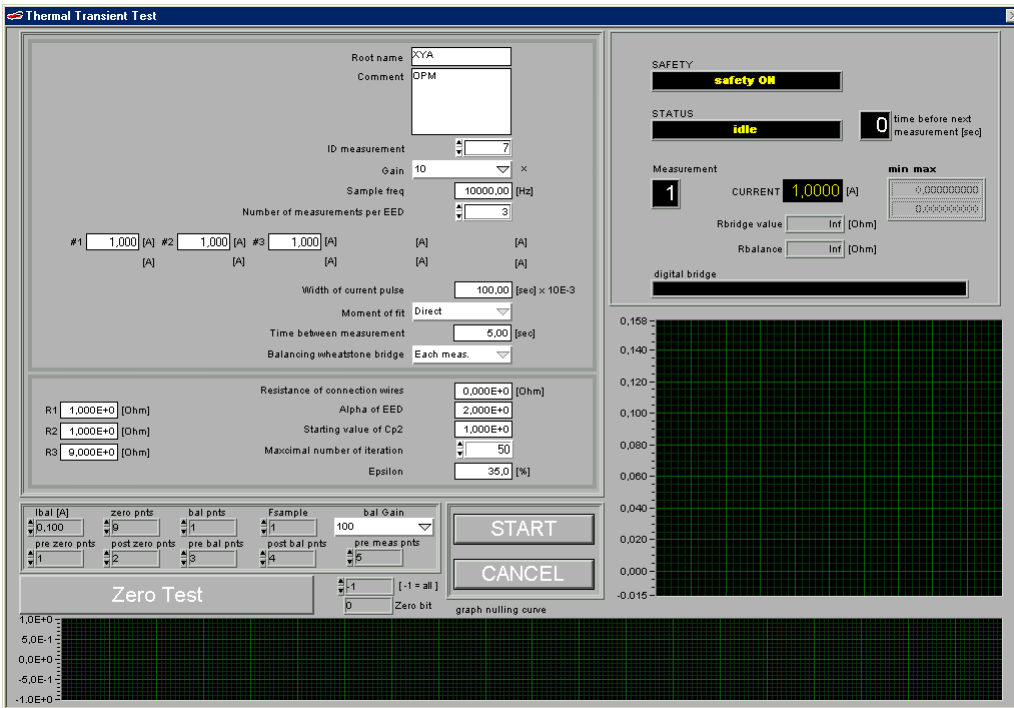 Thermal Transient Test
Root name XYA
Comment OPM
ID measurement 7
Gain 10 ×
Sample freq 10000,00 [Hz]
Number of measurements per EED 3
#1 1,000 [A] #2 1,000 [A] #3 1,000 [A] [A] [A]
[A] [A] [A] [A] [A]
Width of current pulse 100,00 [sec] x 10E-3
Moment of fit Direct
Time between measurement 5,00 [sec]
Balancing wheatstone bridge Each meas.
Resistance of connection wires 0,000E+0 [Ohm]
R1 1,000E+0 [Ohm] Alpha of EED 2,000E+0
R2 1,000E+0 [Ohm] Starting value of Cp2 1,000E+0
R3 9,000E+0 [Ohm] Maxcimal number of iteration 50
Epsilon 35,0 [%]
Ibal [A] zero pnts bal pnts Fsample bal Gain
0,100 9 1 1 100
pre zero pnts post zero pnts pre bal pnts post bal pnts pre meas pnts
1 2 3 4 5
Zero Test
-1 [ -1 = all ]
0 Zero bit
START
CANCEL
SAFETY
safety ON
STATUS
idle
0 time before next
measurement [sec]
Measurement
1
CURRENT 1,0000 [A]
min max
0,000000000
0,000000000
Rbridge value Inf [Ohm]
Rbalance Inf [Ohm]
digital bridge
0,158
0,140
0,120
0,100
0,080
0,060
0,040
0,020
0,000
-0,015
graph nulling curve
1,0E+0
5,0E-1
0,0E+0
-5,0E-1
-1,0E+0